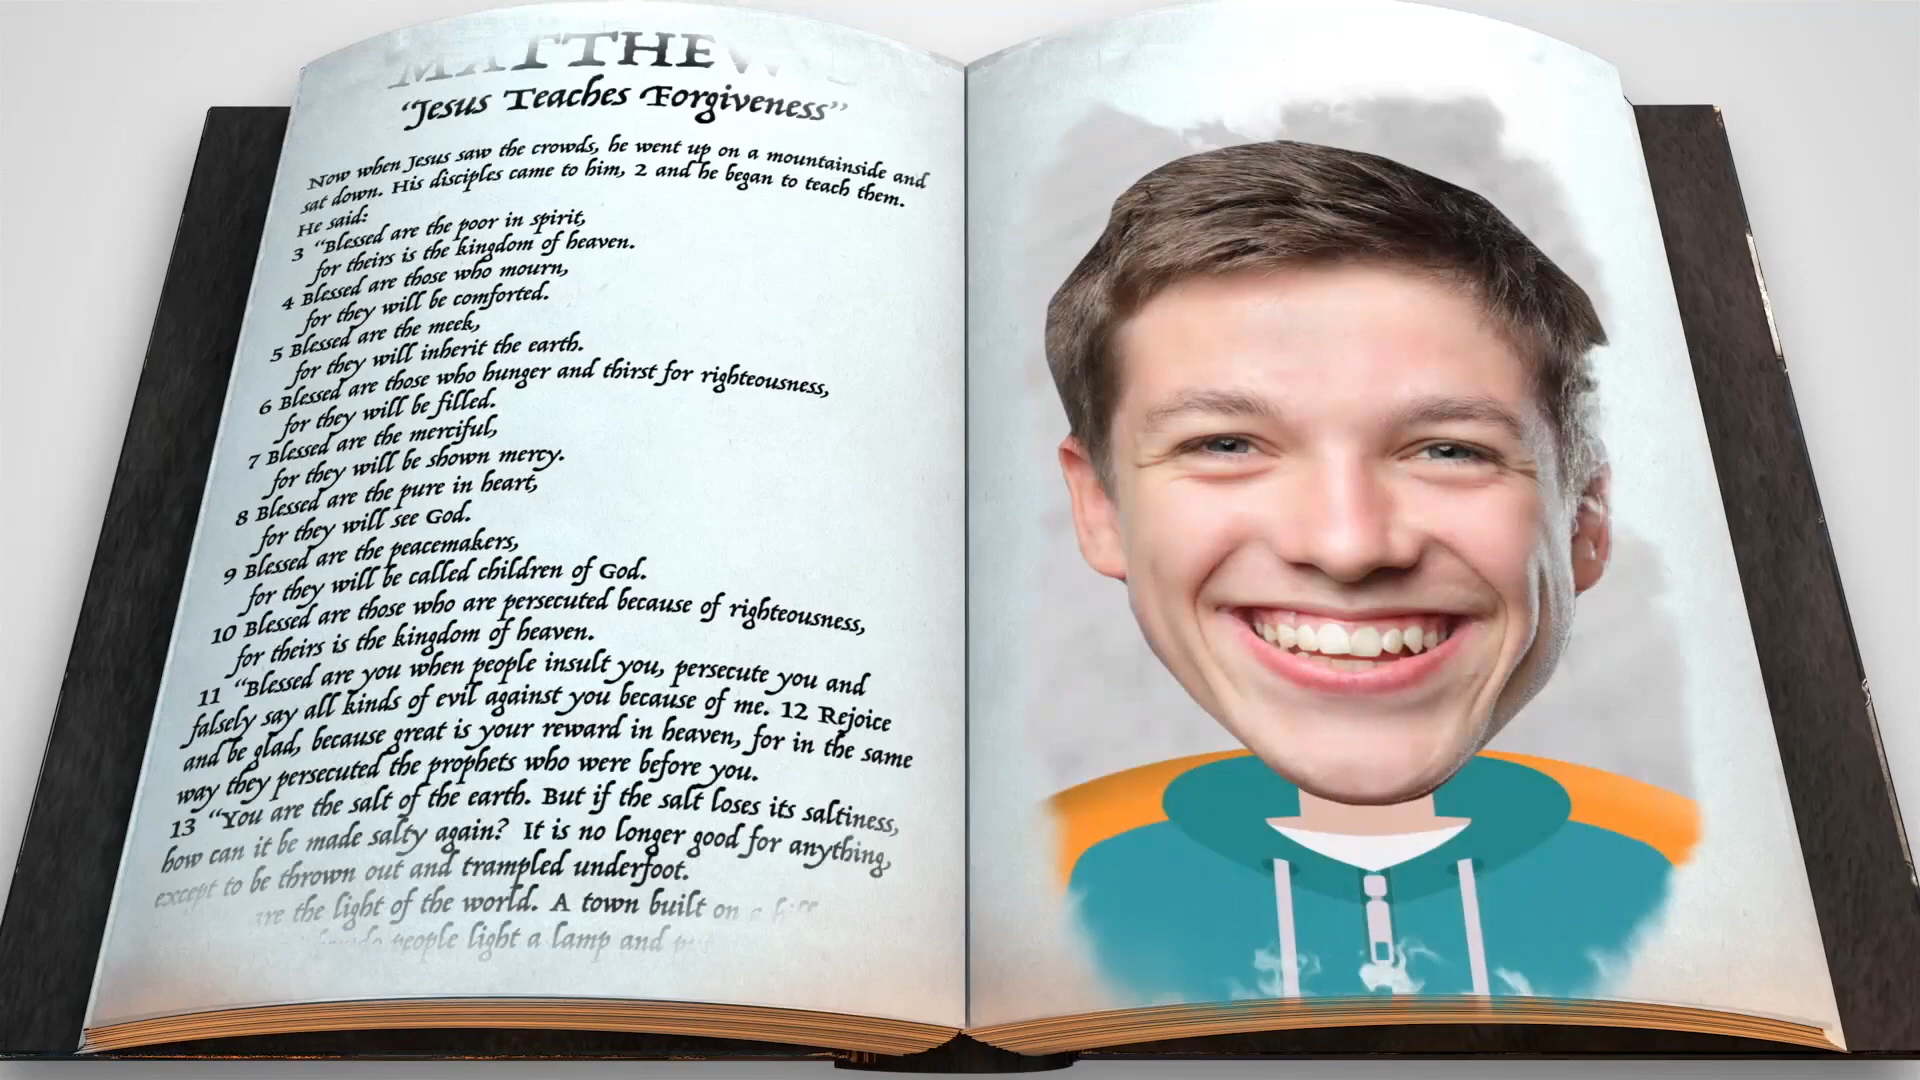 MATTHEW
“Jesus Teaches Forgiveness”
Now when Jesus saw the crowds, he went up on a mountainside and
sat down. His disciples came to him, 2 and he began to teach them.
He said:
3 “Blessed are the poor in spirit,
for theirs is the kingdom of heaven.
4 Blessed are those who mourn,
for they will be comforted.
5 Blessed are the meek,
for they will inherit the earth.
6 Blessed are those who hunger and thirst for righteousness,
for they will be filled.
7 Blessed are the merciful,
for they will be shown mercy.
8 Blessed are the pure in heart,
for they will see God.
9 Blessed are the peacemakers,
for they will be called children of God.
10 Blessed are those who are persecuted because of righteousness,
for theirs is the kingdom of heaven.
11 “Blessed are you when people insult you, persecute you and
falsely say all kinds of evil against you because of me. 12 Rejoice
and be glad, because great is your reward in heaven, for in the same
way they persecuted the prophets who were before you.
13 “You are the salt of the earth. But if the salt loses its saltiness,
how can it be made salty again? It is no longer good for anything,
except to be thrown out and trampled underfoot.
are the light of the world. A town built on a
people light a lamp and